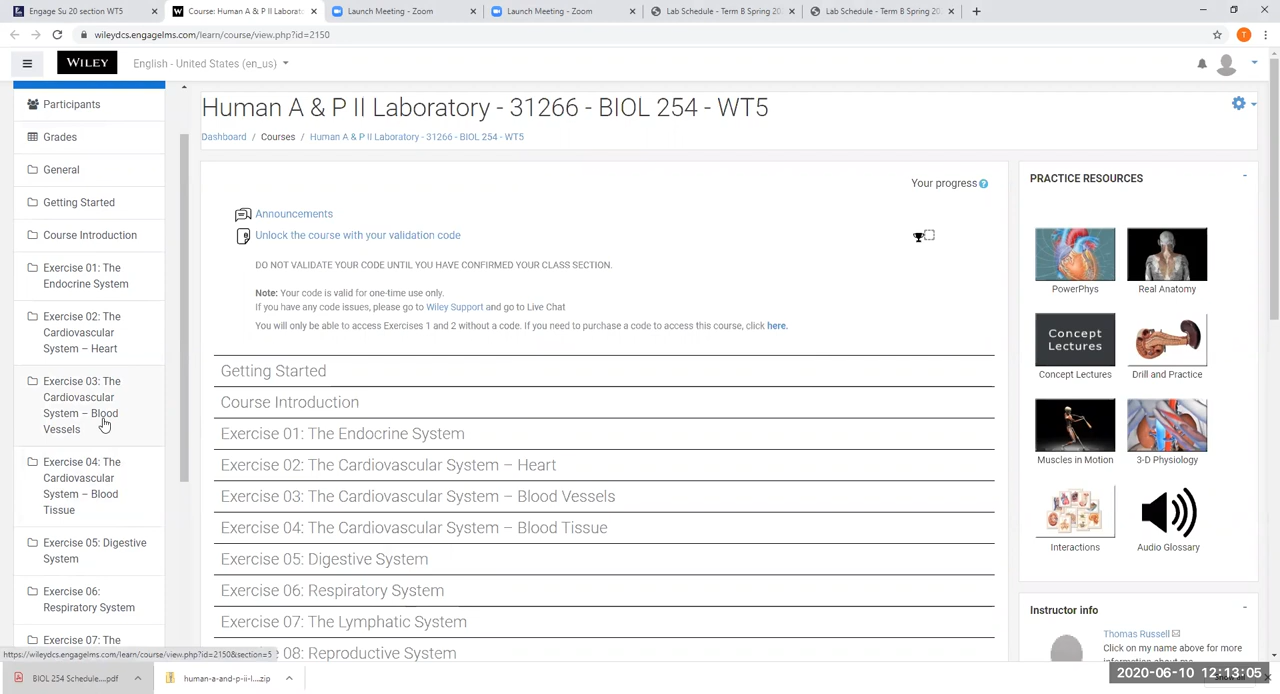 Engage Su 20 section WT5
Course: Human A & P II Laborato
Launch Meeting - Zoom
Launch Meeting - Zoom
Lab Schedule - Term B Spring 20
Lab Schedule - Term B Spring 20
wileydcs.engagelms.com/learn/course/view.php?id=2150
T
WILEY
English - United States (en_us)
Participants
Grades
General
Getting Started
Course Introduction
Exercise 01: The
Endocrine System
Exercise 02: The
Cardiovascular
System – Heart
Exercise 03: The
Cardiovascular
System – Blood
Vessels
Exercise 04: The
Cardiovascular
System – Blood
Tissue
Exercise 05: Digestive
System
Exercise 06:
Respiratory System
Exercise 07: The
Human A & P II Laboratory - 31266 - BIOL 254 - WT5
Dashboard / Courses / Human A & P II Laboratory - 31266 - BIOL 254 - WT5
Your progress
Announcements
Unlock the course with your validation code
DO NOT VALIDATE YOUR CODE UNTIL YOU HAVE CONFIRMED YOUR CLASS SECTION.
Note: Your code is valid for one-time use only.
If you have any code issues, please go to Wiley Support and go to Live Chat
You will only be able to access Exercises 1 and 2 without a code. If you need to purchase a code to access this course, click here.
Getting Started
Course Introduction
Exercise 01: The Endocrine System
Exercise 02: The Cardiovascular System – Heart
Exercise 03: The Cardiovascular System – Blood Vessels
Exercise 04: The Cardiovascular System – Blood Tissue
Exercise 05: Digestive System
Exercise 06: Respiratory System
Exercise 07: The Lymphatic System
08: Reproductive System
PRACTICE RESOURCES
PowerPhys
Real Anatomy
Concept
Lectures
Concept Lectures
Drill and Practice
Muscles in Motion
3-D Physiology
Interactions
Audio Glossary
Instructor info
Thomas Russell
Click on my name above for more
https://wileydcs.engagelms.com/learn/course/view.php?id=2150&section=5
BIOL 254 Schedule....pdf
human-a-and-p-ii-l....zip
2020-06-10 12:13:05